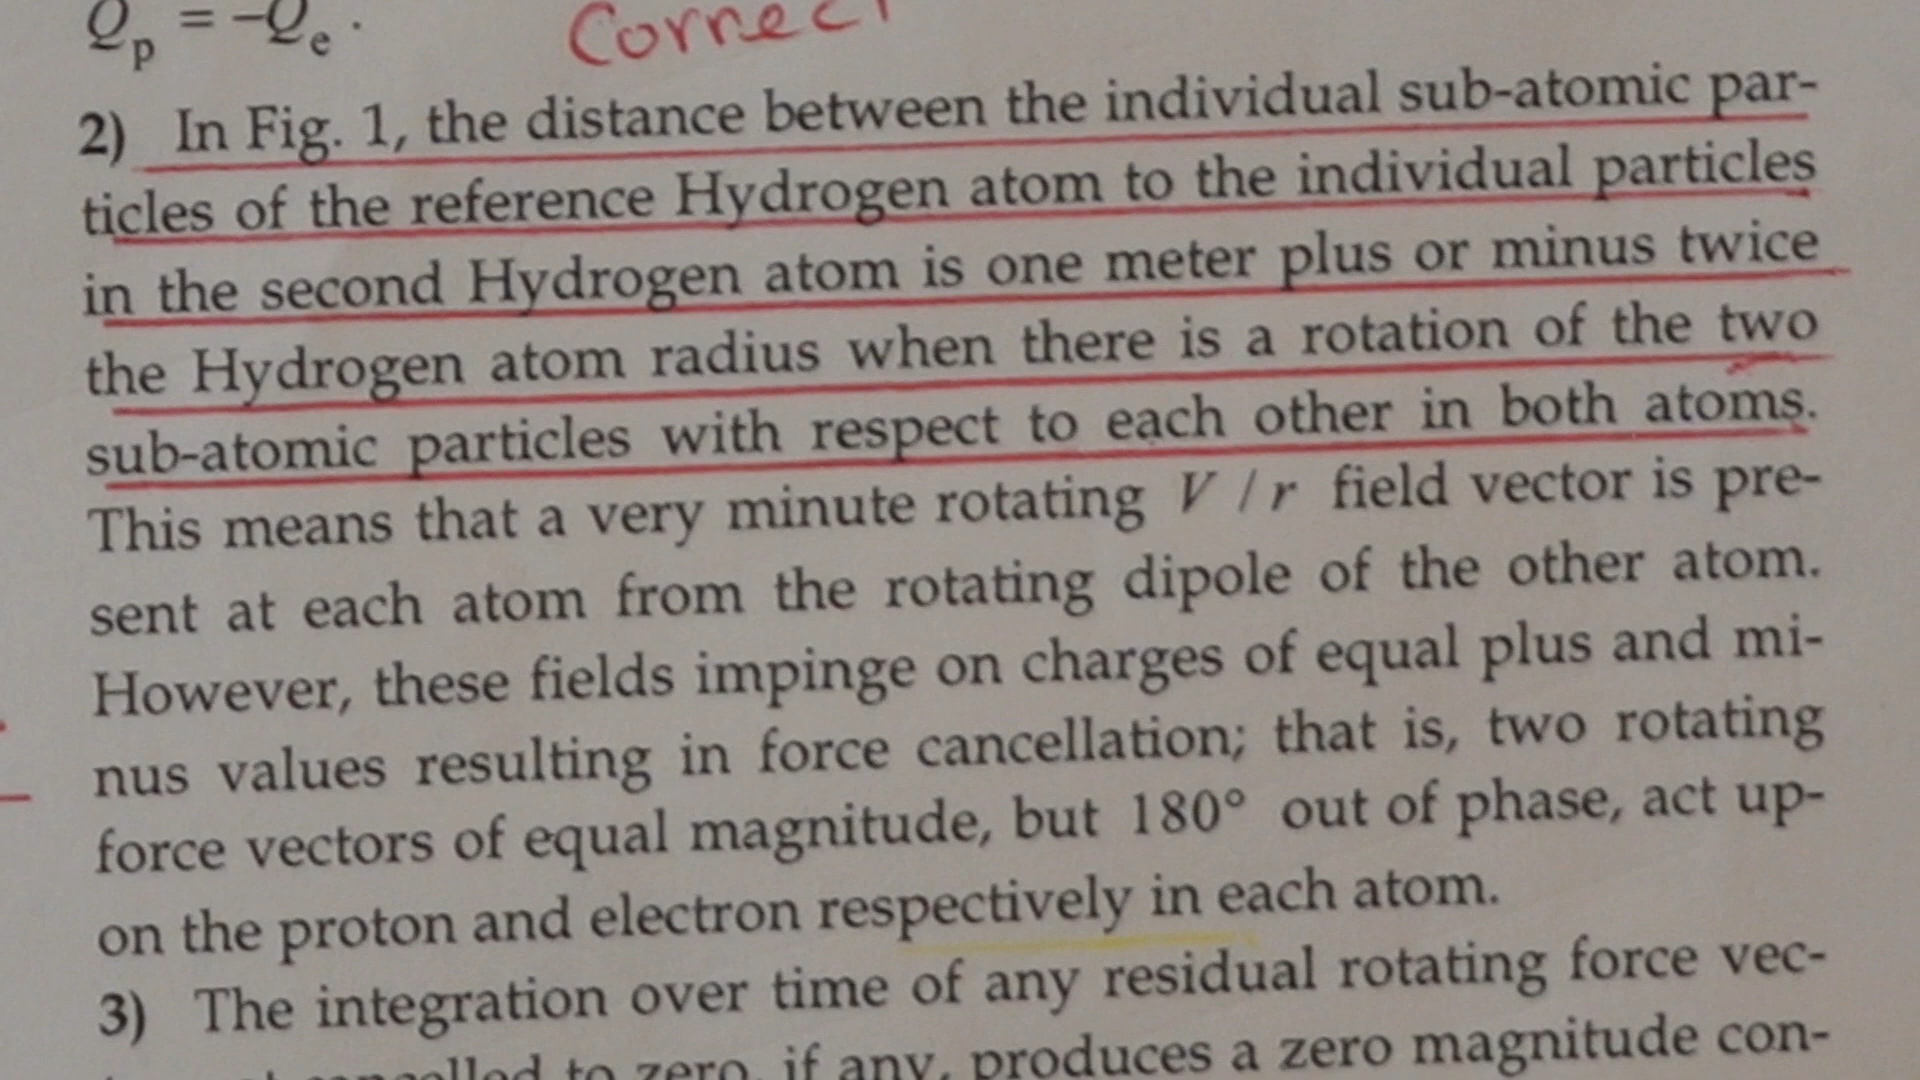 Qp = –Qe .
Correct
2) In Fig. 1, the distance between the individual sub-atomic par-
ticles of the reference Hydrogen atom to the individual particles
in the second Hydrogen atom is one meter plus or minus twice
the Hydrogen atom radius when there is a rotation of the two
sub-atomic particles with respect to each other in both atoms.
This means that a very minute rotating V / r field vector is pre-
sent at each atom from the rotating dipole of the other atom.
However, these fields impinge on charges of equal plus and mi-
nus values resulting in force cancellation; that is, two rotating
force vectors of equal magnitude, but 180° out of phase, act up-
on the proton and electron respectively in each atom.
3) The integration over time of any residual rotating force vec-
cancelled to zero, if any, produces a zero magnitude con-